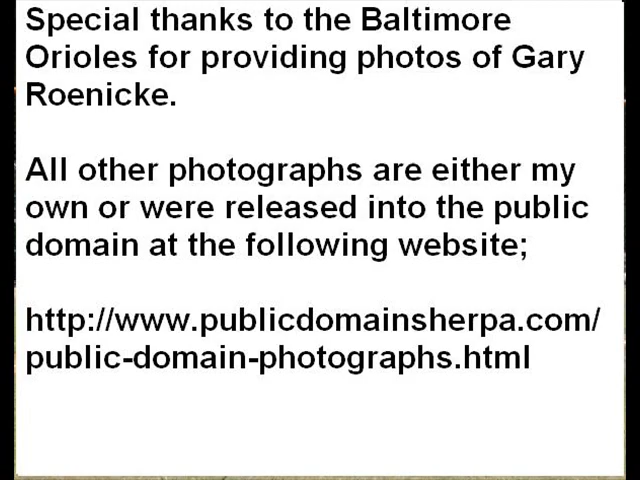 Special thanks to the Baltimore
Orioles for providing photos of Gary
Roenicke.
All other photographs are either my
own or were released into the public
domain at the following website;
http://www.publicdomainsherpa.com/
public-domain-photographs.html